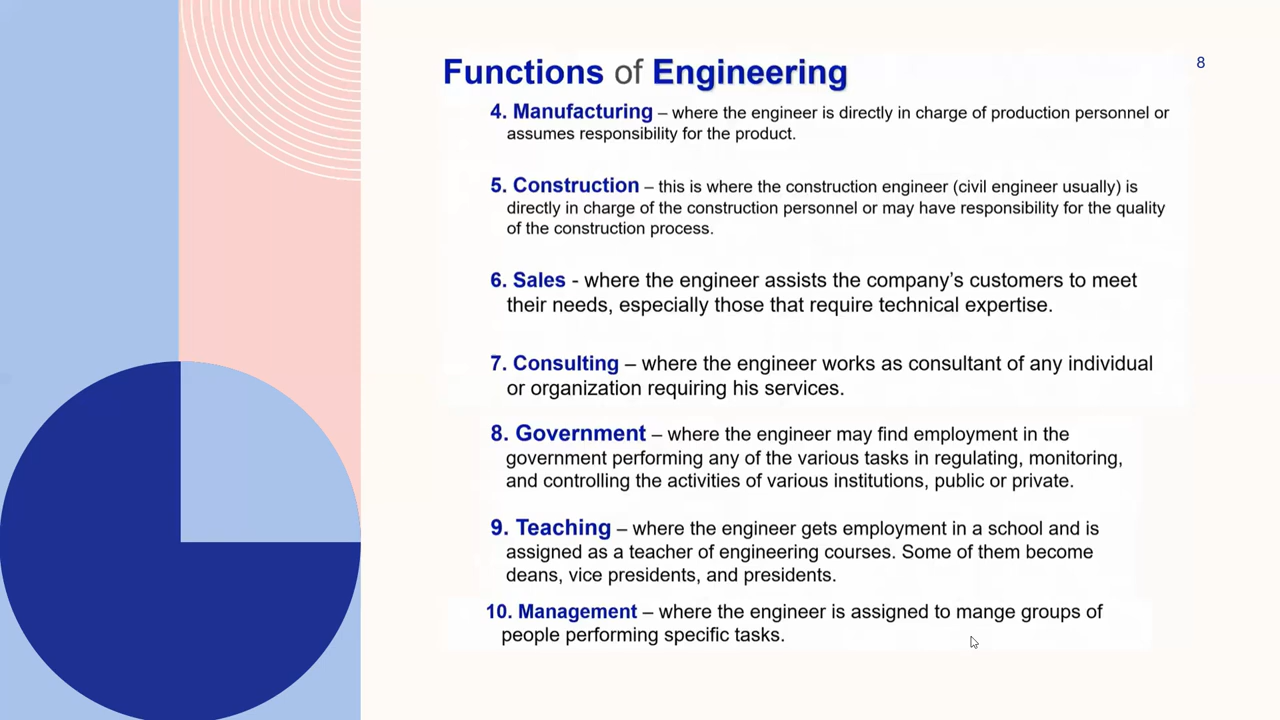 8
Functions of Engineering
4. Manufacturing – where the engineer is directly in charge of production personnel or
assumes responsibility for the product.
5. Construction – this is where the construction engineer (civil engineer usually) is
directly in charge of the construction personnel or may have responsibility for the quality
of the construction process.
6. Sales - where the engineer assists the company’s customers to meet
their needs, especially those that require technical expertise.
7. Consulting – where the engineer works as consultant of any individual
or organization requiring his services.
8. Government – where the engineer may find employment in the
government performing any of the various tasks in regulating, monitoring,
and controlling the activities of various institutions, public or private.
9. Teaching – where the engineer gets employment in a school and is
assigned as a teacher of engineering courses. Some of them become
deans, vice presidents, and presidents.
10. Management – where the engineer is assigned to mange groups of
people performing specific tasks.